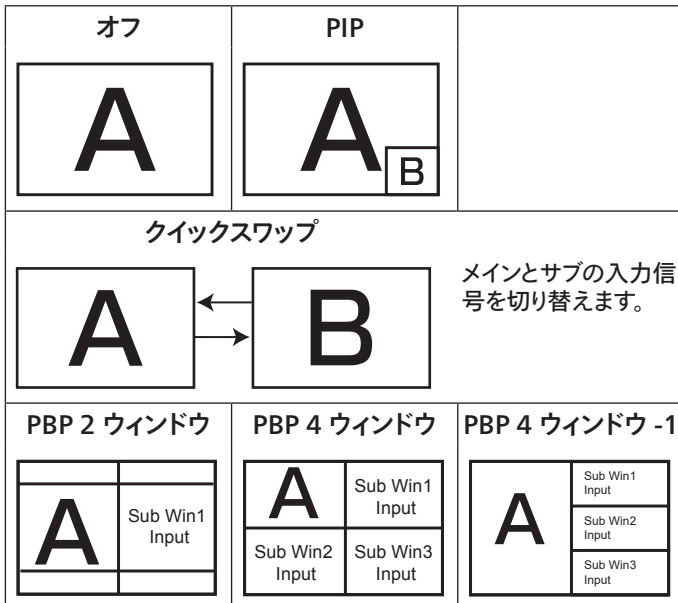 オフ
PIP
A
A
B
クイックスワップ
A
B
メインとサブの入力信
号を切り替えます。
PBP 2 ウィンドウ
PBP 4 ウィンドウ
PBP 4 ウィンドウ -1
A
Sub Win1
Input
A
Sub Win1
Input
Sub Win2
Input
Sub Win3
Input
A
Sub Win1
Input
Sub Win2
Input
Sub Win3
Input